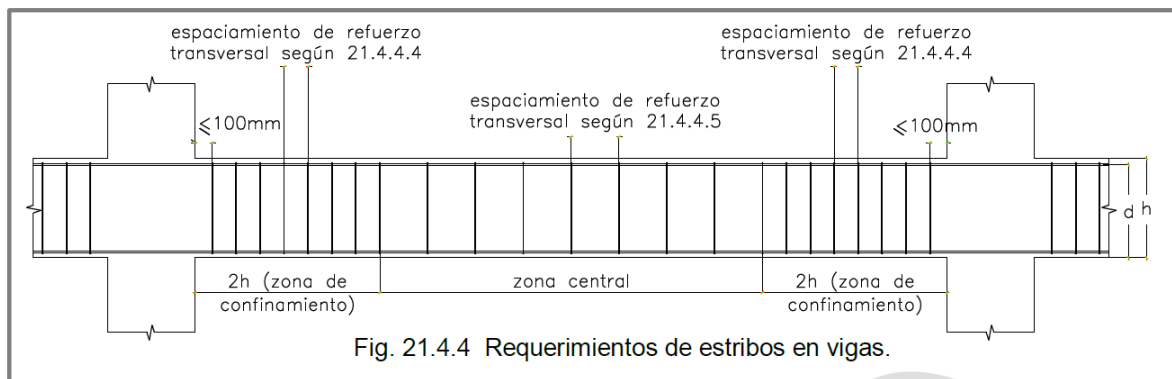 espaciamiento de refuerzo
transversal según 21.4.4.4
espaciamiento de refuerzo
transversal según 21.4.4.4
espaciamiento de refuerzo
transversal según 21.4.4.5
≤100mm
≤100mm
d
h
2h (zona de
confinamiento)
zona central
2h (zona de
confinamiento)
Fig. 21.4.4 Requerimientos de estribos en vigas.